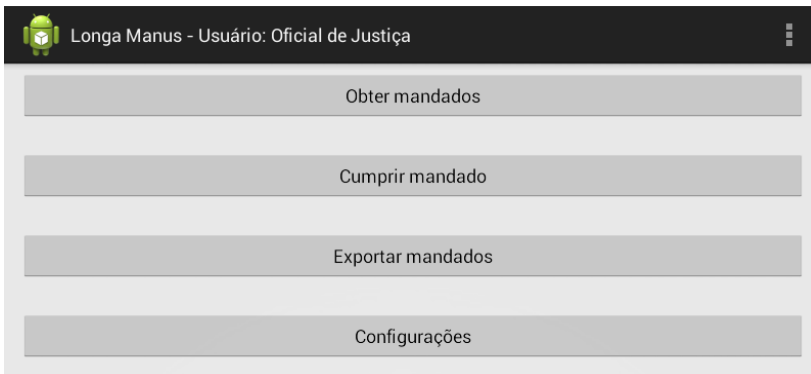 Longa Manus - Usuário: Oficial de Justiça
Obter mandados
Cumprir mandado
Exportar mandados
Configurações